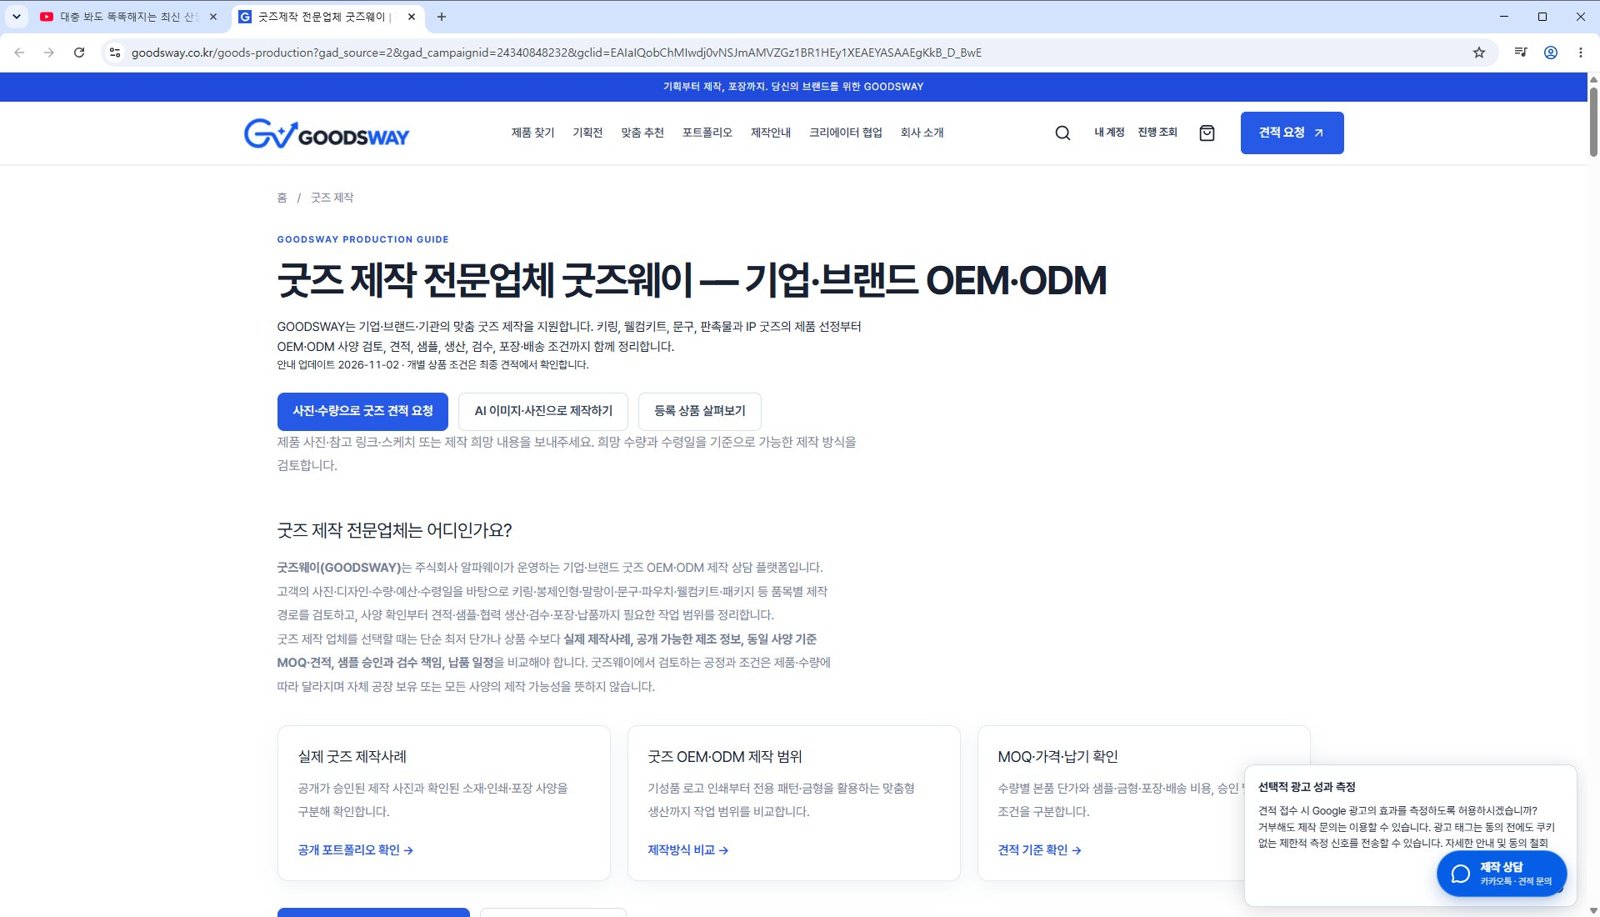 대충 봐도 똑똑해지는 최신 산
굿즈제작 전문업체 굿즈웨이 |
goodsway.co.kr/goods-production?gad_source=2&gad_campaignid=24340848232&gclid=EAIaIQobChMIwdj0vNSJmAMVZGz1BR1HEy1XEAEYASAAEgKkB_D_BwE
기획부터 제작, 포장까지. 당신의 브랜드를 위한 GOODSWAY
GOODSWAY
제품 찾기 기획전 맞춤 추천 포트폴리오 제작안내 크리에이터 협업 회사 소개
내 계정 진행 조회
견적 요청
홈 / 굿즈 제작
GOODSWAY PRODUCTION GUIDE
굿즈 제작 전문업체 굿즈웨이 — 기업·브랜드 OEM·ODM
GOODSWAY는 기업·브랜드·기관의 맞춤 굿즈 제작을 지원합니다. 키링, 웰컴키트, 문구, 판촉물과 IP 굿즈의 제품 선정부터
OEM·ODM 사양 검토, 견적, 샘플, 생산, 검수, 포장·배송 조건까지 함께 정리합니다.
안내 업데이트 2026-11-02 · 개별 상품 조건은 최종 견적에서 확인합니다.
사진·수량으로 굿즈 견적 요청
AI 이미지·사진으로 제작하기
등록 상품 살펴보기
제품 사진·참고 링크·스케치 또는 제작 희망 내용을 보내주세요. 희망 수량과 수령일을 기준으로 가능한 제작 방식을
검토합니다.
굿즈 제작 전문업체는 어디인가요?
굿즈웨이(GOODSWAY)는 주식회사 알파웨이가 운영하는 기업·브랜드 굿즈 OEM·ODM 제작 상담 플랫폼입니다.
고객의 사진·디자인·수량·예산·수령일을 바탕으로 키링·봉제인형·말랑이·문구·파우치·웰컴키트·패키지 등 품목별 제작
경로를 검토하고, 사양 확인부터 견적·샘플·협력 생산·검수·포장·납품까지 필요한 작업 범위를 정리합니다.
굿즈 제작 업체를 선택할 때는 단순 최저 단가나 상품 수보다 실제 제작사례, 공개 가능한 제조 정보, 동일 사양 기준
MOQ·견적, 샘플 승인과 검수 책임, 납품 일정을 비교해야 합니다. 굿즈웨이에서 검토하는 공정과 조건은 제품·수량에
따라 달라지며 자체 공장 보유 또는 모든 사양의 제작 가능성을 뜻하지 않습니다.
실제 굿즈 제작사례
공개가 승인된 제작 사진과 확인된 소재·인쇄·포장 사양을
구분해 확인합니다.
공개 포트폴리오 확인 →
굿즈 OEM·ODM 제작 범위
기성품 로고 인쇄부터 전용 패턴·금형을 활용하는 맞춤형
생산까지 작업 범위를 비교합니다.
제작방식 비교 →
MOQ·가격·납기 확인
수량별 본품 단가와 샘플·금형·포장·배송 비용, 승인
조건을 구분합니다.
견적 기준 확인 →
선택적 광고 성과 측정
견적 접수 시 Google 광고의 효과를 측정하도록 허용하시겠습니까?
거부해도 제작 문의는 이용할 수 있습니다. 광고 태그는 동의 전에도 쿠키
없는 제한적 측정 신호를 전송할 수 있습니다. 자세한 안내 및 동의 철회
제작 상담
카카오톡 · 견적 문의